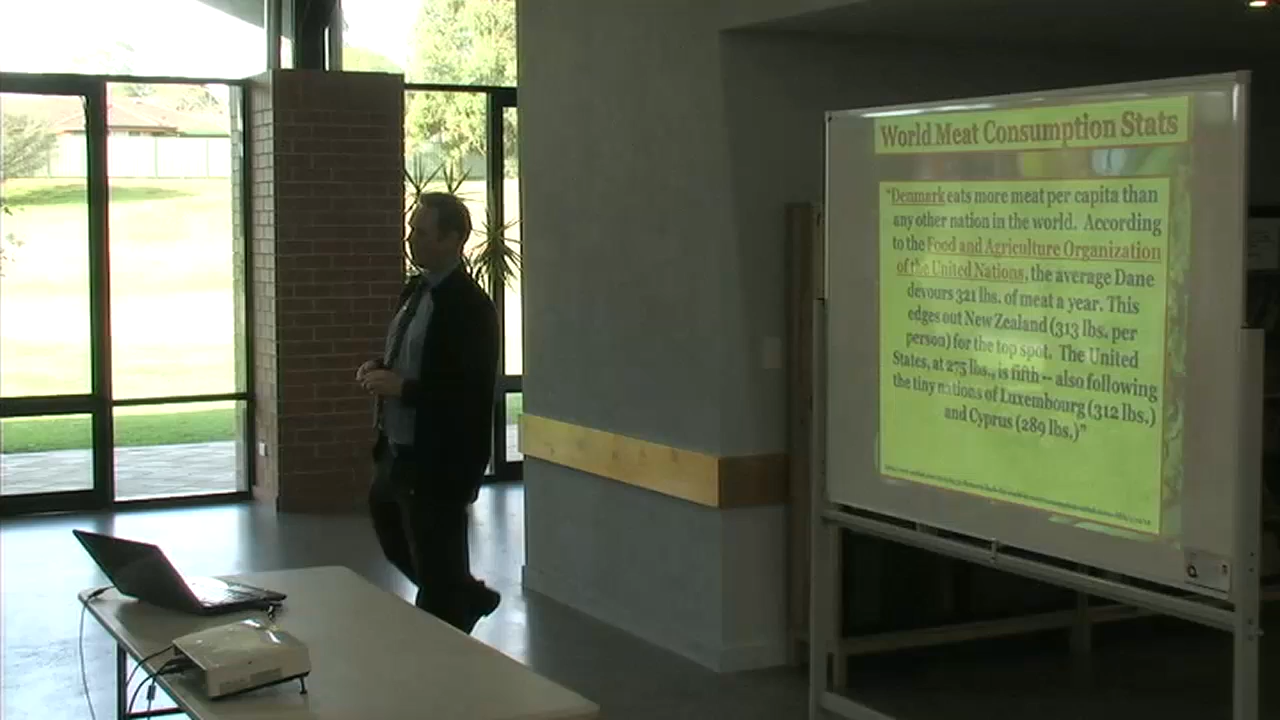 World Meat Consumption Stats
"Denmark eats more meat per capita than
any other nation in the world. According
to the Food and Agriculture Organization
of the United Nations, the average Dane
devours 321 lbs. of meat a year. This
edges out New Zealand (313 lbs. per
person) for the top spot. The United
States, at 275 lbs., is fifth -- also following
the tiny nations of Luxembourg (312 lbs.)
and Cyprus (289 lbs.)"